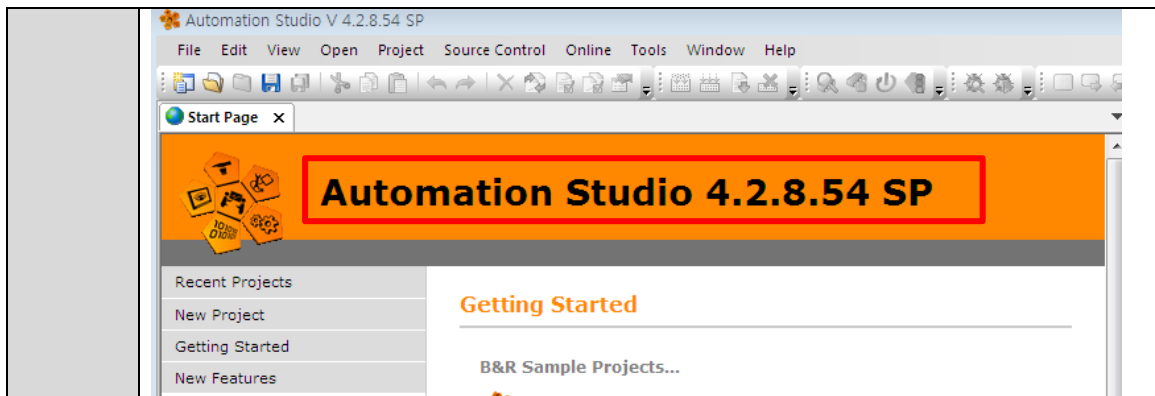 Automation Studio V 4.2.8.54 SP
File Edit View Open Project Source Control Online Tools Window Help
Start Page X
Automation Studio 4.2.8.54 SP
Recent Projects
New Project
Getting Started
New Features
Getting Started
B&R Sample Projects...